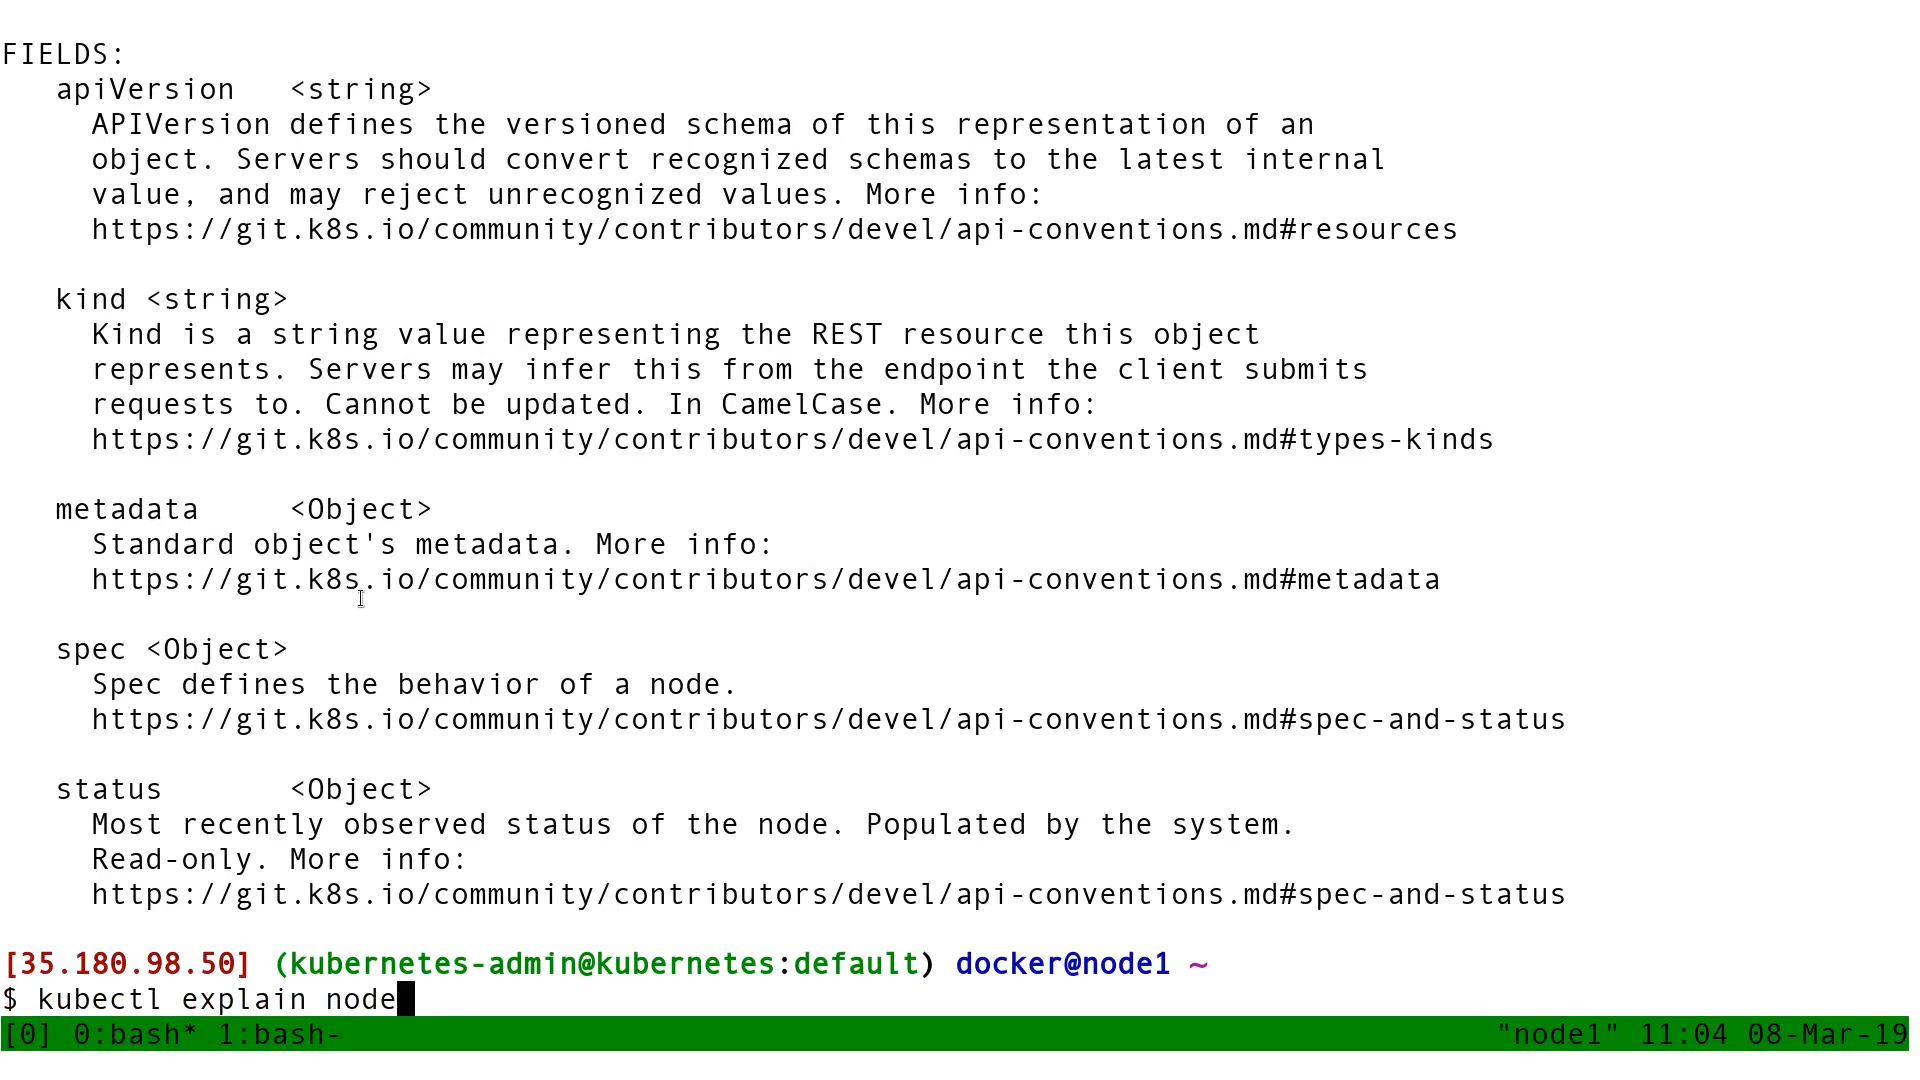 FIELDS:
   apiVersion   <string>
     APIVersion defines the versioned schema of this representation of an
     object. Servers should convert recognized schemas to the latest internal
     value, and may reject unrecognized values. More info:
     https://git.k8s.io/community/contributors/devel/api-conventions.md#resources

   kind <string>
     Kind is a string value representing the REST resource this object
     represents. Servers may infer this from the endpoint the client submits
     requests to. Cannot be updated. In CamelCase. More info:
     https://git.k8s.io/community/contributors/devel/api-conventions.md#types-kinds

   metadata     <Object>
     Standard object's metadata. More info:
     https://git.k8s.io/community/contributors/devel/api-conventions.md#metadata

   spec <Object>
     Spec defines the behavior of a node.
     https://git.k8s.io/community/contributors/devel/api-conventions.md#spec-and-status

   status       <Object>
     Most recently observed status of the node. Populated by the system.
     Read-only. More info:
     https://git.k8s.io/community/contributors/devel/api-conventions.md#spec-and-status

[35.180.98.50] (kubernetes-admin@kubernetes:default) docker@node1 ~
$ kubectl explain node
[0] 0:bash* 1:bash- "node1" 11:04 08-Mar-19